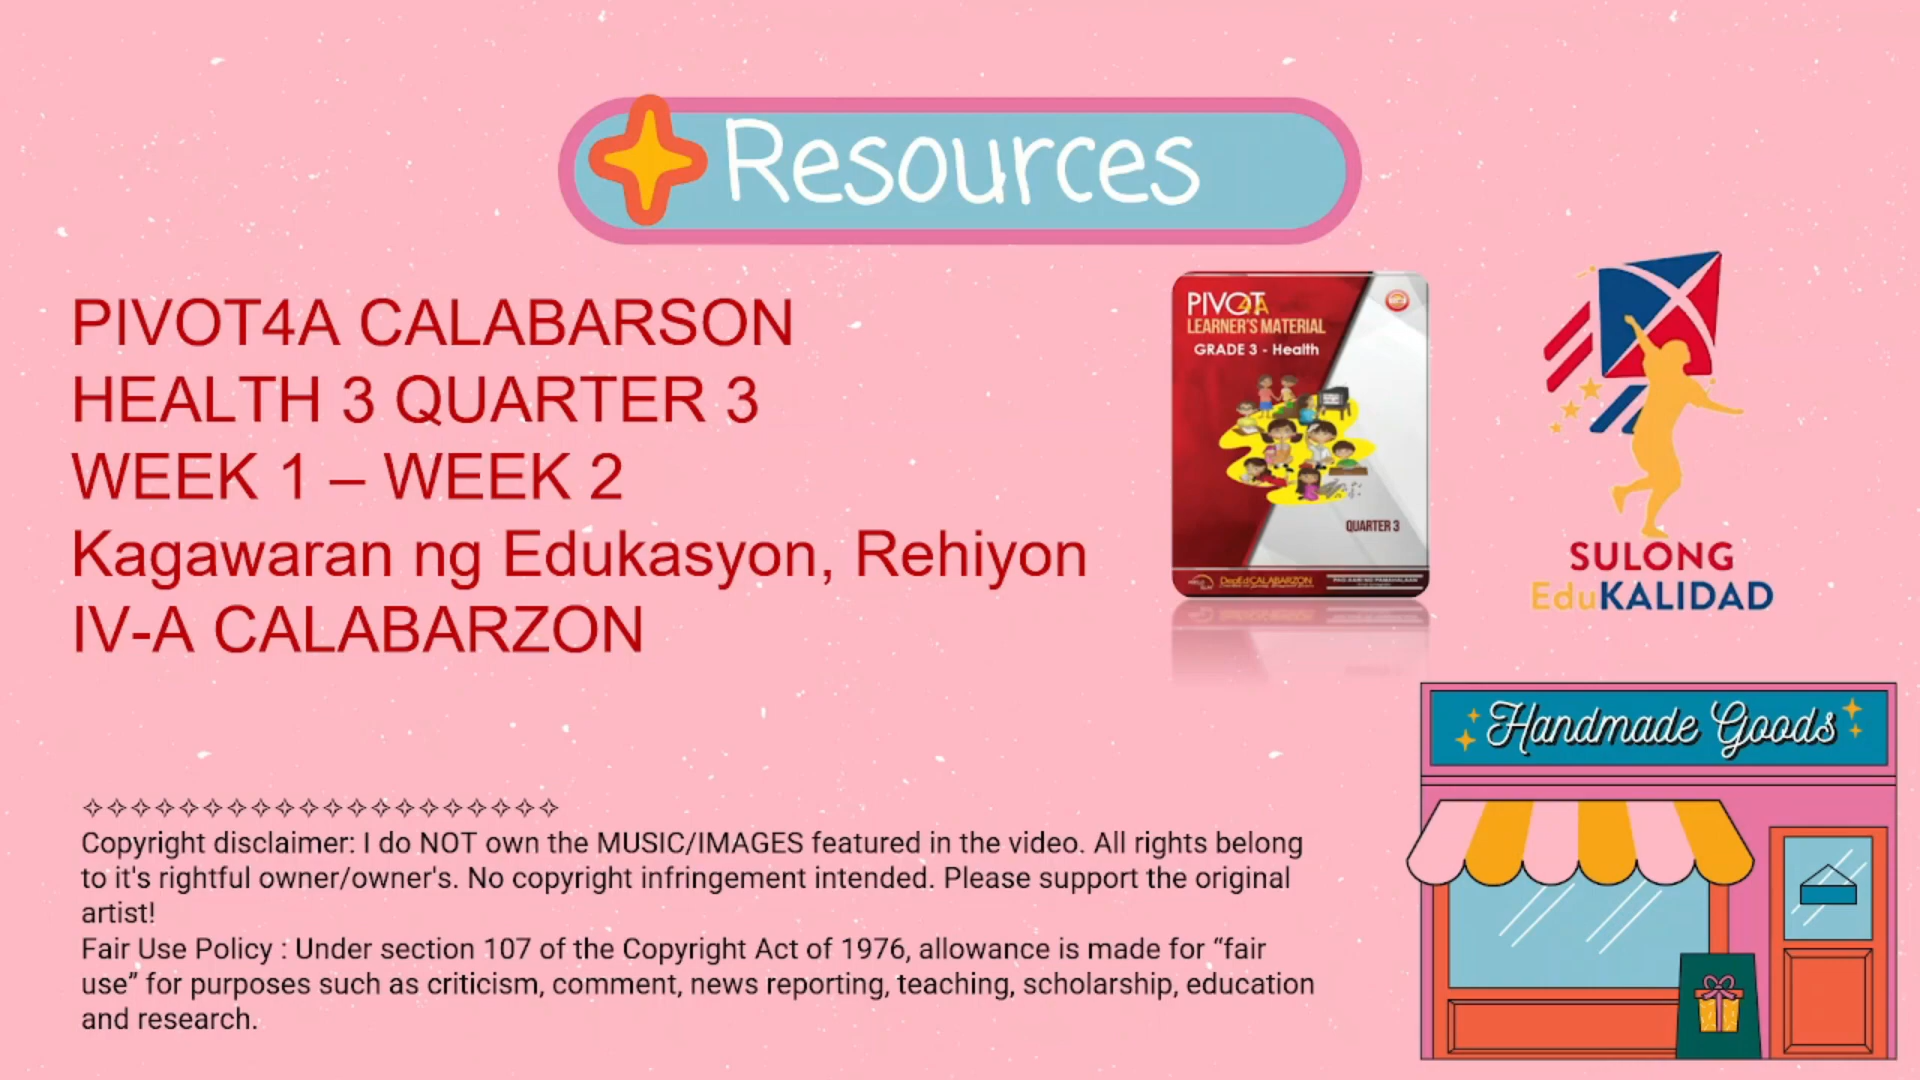 Resources
PIVOT4A CALABARSON
HEALTH 3 QUARTER 3
WEEK 1 – WEEK 2
Kagawaran ng Edukasyon, Rehiyon
IV-A CALABARZON
PIVOT 4A
LEARNER'S MATERIAL
GRADE 3 - Health
QUARTER 3
DepEd CALABARZON
SULONG
EduKALIDAD
Handmade Goods
✧✧✧✧✧✧✧✧✧✧✧✧✧✧✧✧✧✧✧✧
Copyright disclaimer: I do NOT own the MUSIC/IMAGES featured in the video. All rights belong
to it's rightful owner/owner's. No copyright infringement intended. Please support the original
artist!
Fair Use Policy : Under section 107 of the Copyright Act of 1976, allowance is made for “fair
use” for purposes such as criticism, comment, news reporting, teaching, scholarship, education
and research.